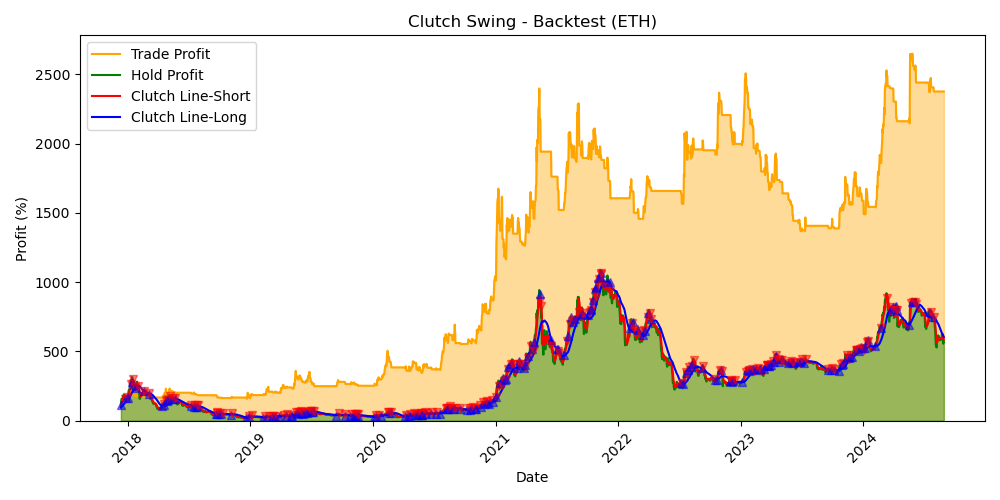 Clutch Swing - Backtest (ETH)
Trade Profit
Hold Profit
Clutch Line-Short
Clutch Line-Long
Profit (%)
2500
2000
1500
1000
500
0
2018
2019
2020
2021
2022
2023
2024
Date